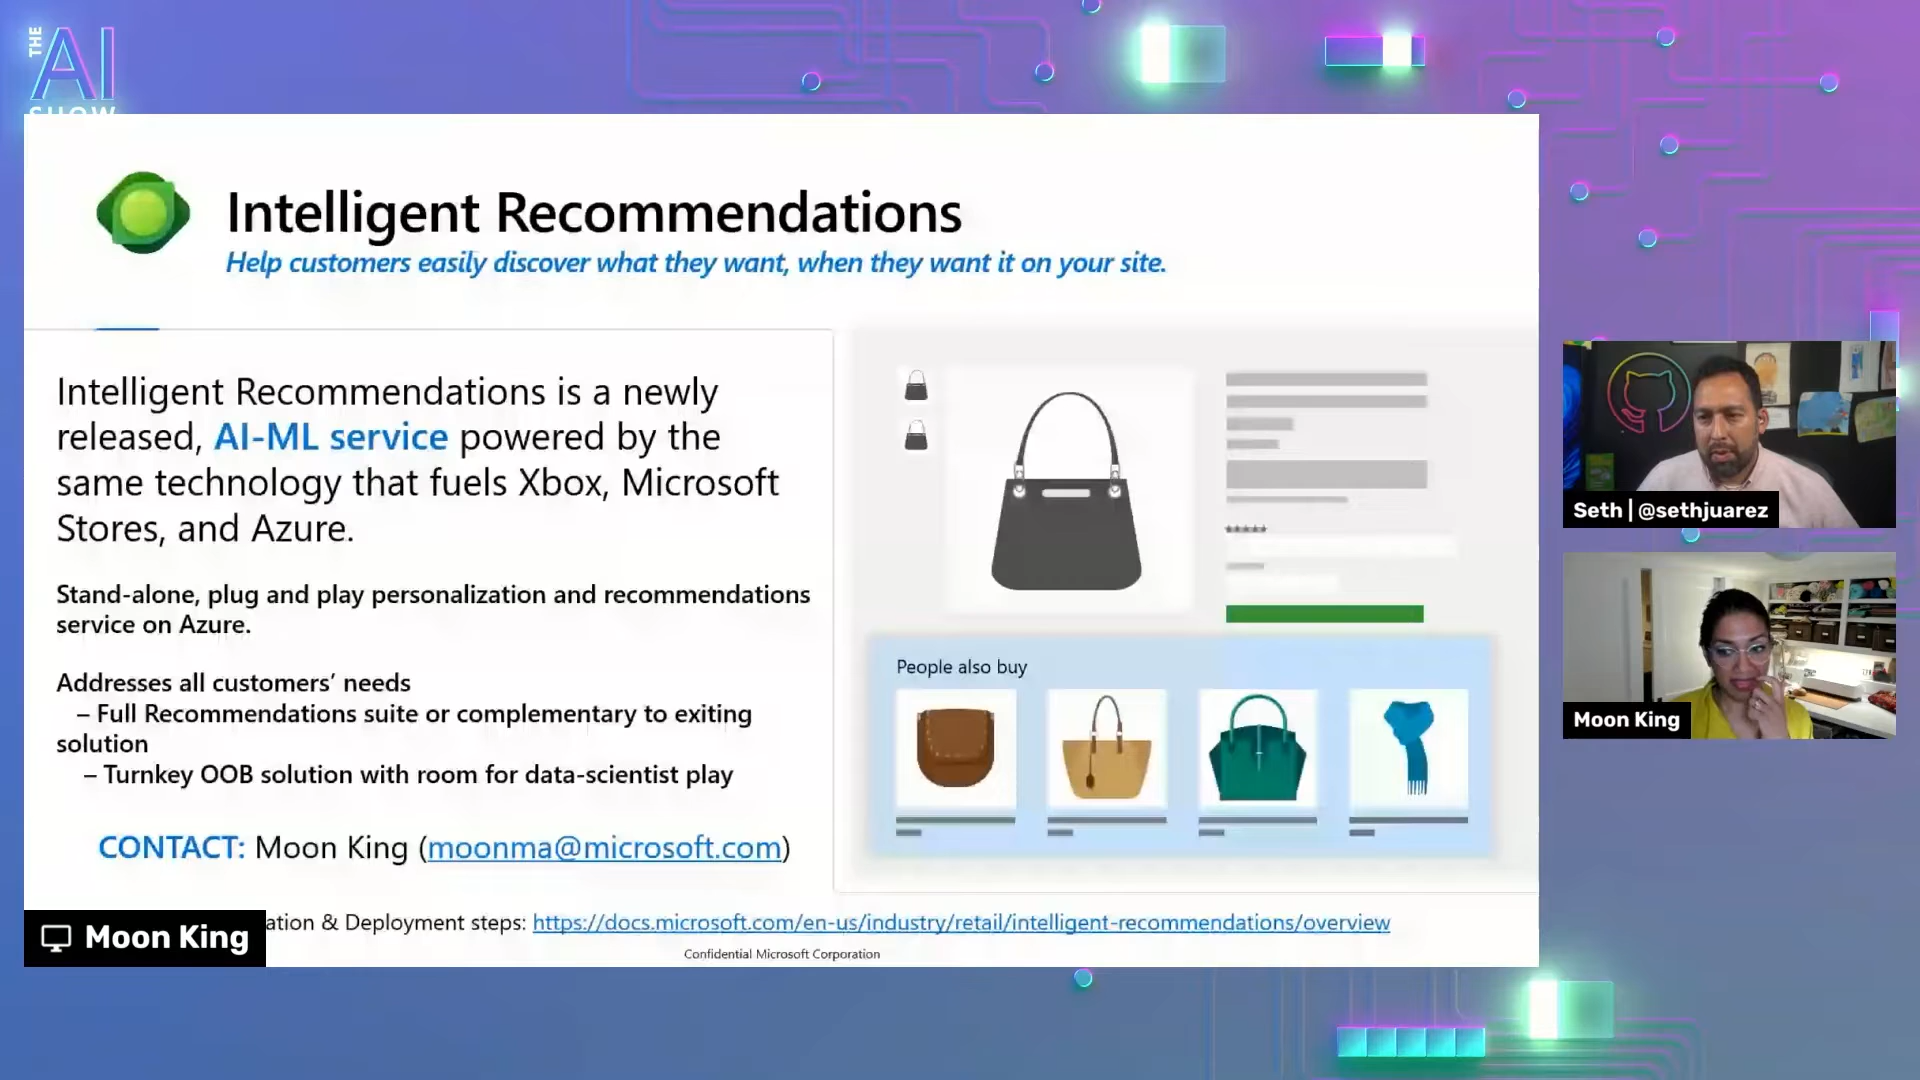 THE
AI
SHOW
Intelligent Recommendations
Help customers easily discover what they want, when they want it on your site.
Intelligent Recommendations is a newly
released, AI-ML service powered by the
same technology that fuels Xbox, Microsoft
Stores, and Azure.
Stand-alone, plug and play personalization and recommendations
service on Azure.
Addresses all customers’ needs
– Full Recommendations suite or complementary to exiting
solution
– Turnkey OOB solution with room for data-scientist play
CONTACT: Moon King (moonma@microsoft.com)
People also buy
ation & Deployment steps: https://docs.microsoft.com/en-us/industry/retail/intelligent-recommendations/overview
Confidential Microsoft Corporation
Moon King
Seth | @sethjuarez
Moon King